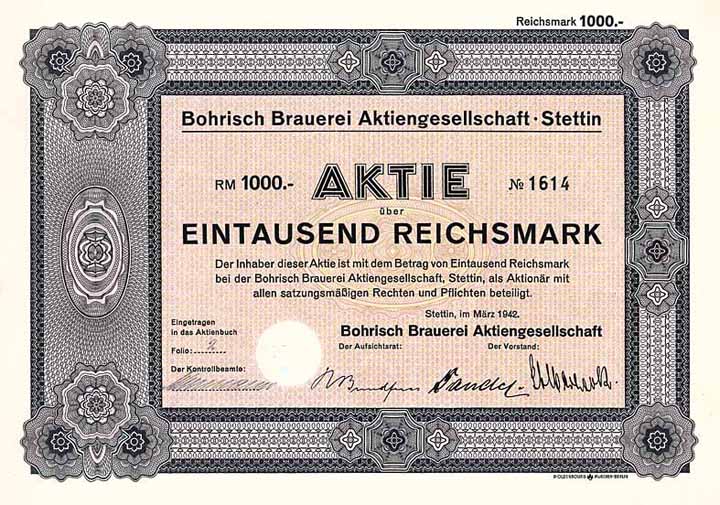 Reichsmark 1000.-
Bohrisch Brauerei Aktiengesellschaft · Stettin
RM 1000.- AKTIE № 1614
über
EINTAUSEND REICHSMARK
Der Inhaber dieser Aktie ist mit dem Betrag von Eintausend Reichsmark
bei der Bohrisch Brauerei Aktiengesellschaft, Stettin, als Aktionär mit
allen satzungsmäßigen Rechten und Pflichten beteiligt.
Stettin, im März 1942.
Eingetragen
in das Aktienbuch
Folio: 2
Der Kontrollbeamte:
Bohrisch Brauerei Aktiengesellschaft
Der Aufsichtsrat: Der Vorstand: